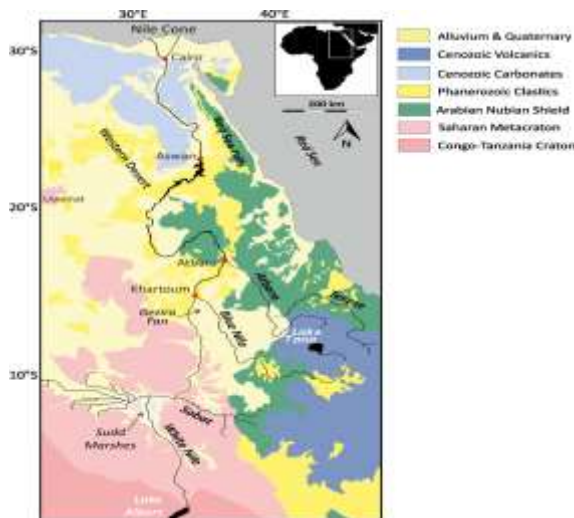 30°E
40°E
Nile Cone
30°S
Cairo
Red Sea Hills
500 km
N
Red Sea
Western Desert
Aswan
20°S
Uweinat
Atbara
Atbara
Khartoum
Gezira
Fan
Blue Nile
Lake
Tana
10°S
Sobat
Sudd
Marshes
White Nile
Lake
Albert
Alluvium & Quaternary
Cenozoic Volcanics
Cenozoic Carbonates
Phanerozoic Clastics
Arabian Nubian Shield
Saharan Metacraton
Congo-Tanzania Craton